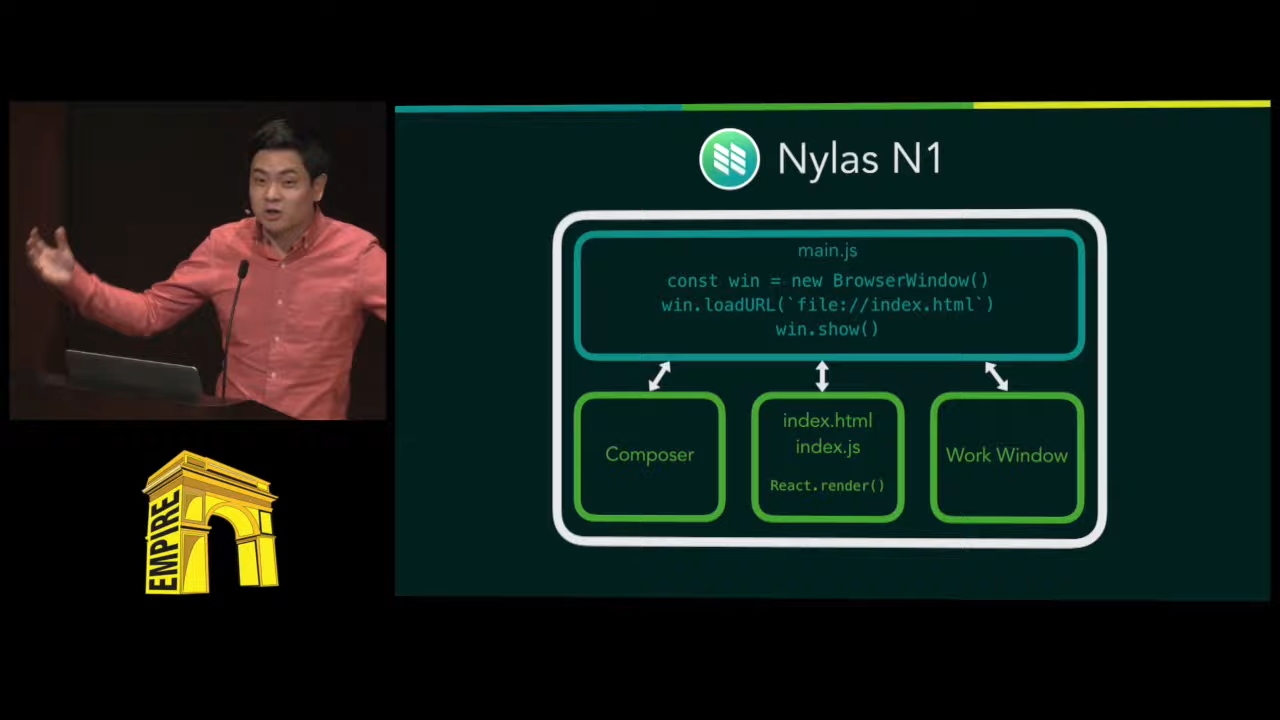 Nylas N1
main.js
const win = new BrowserWindow()
win.loadURL(`file://index.html`)
win.show()
Composer
index.html
index.js
React.render()
Work Window
EMPIRE